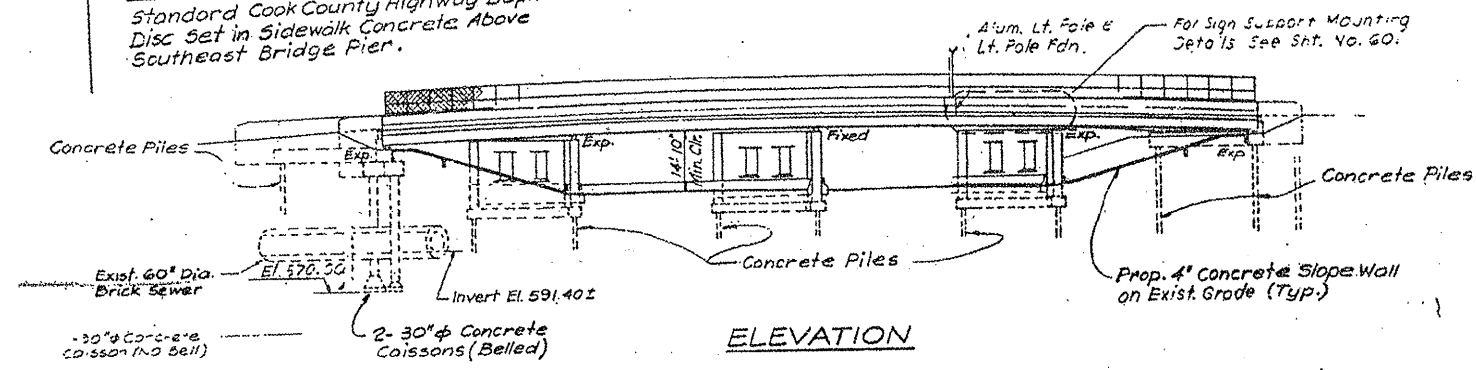 Standard Cook County Highway Dept.
Disc Set in Sidewalk Concrete Above
Southeast Bridge Pier.
Alum. Lt. Pole &
Lt. Pole Fdn.
For Sign Support Mounting
Details See Sht. No. 60.
Concrete Piles
Exp.
Exp.
14'-10"
Min. Clr.
Fixed
Exp.
Exp.
Concrete Piles
Concrete Piles
Exist. 60" Dia.
Brick Sewer
El. 570.00
Invert El. 591.40±
Prop. 4" Concrete Slope Wall
on Exist. Grade (Typ.)
30"ϕ Concrete
Caisson (No Bell)
2-30"ϕ Concrete
Caissons (Belled)
ELEVATION